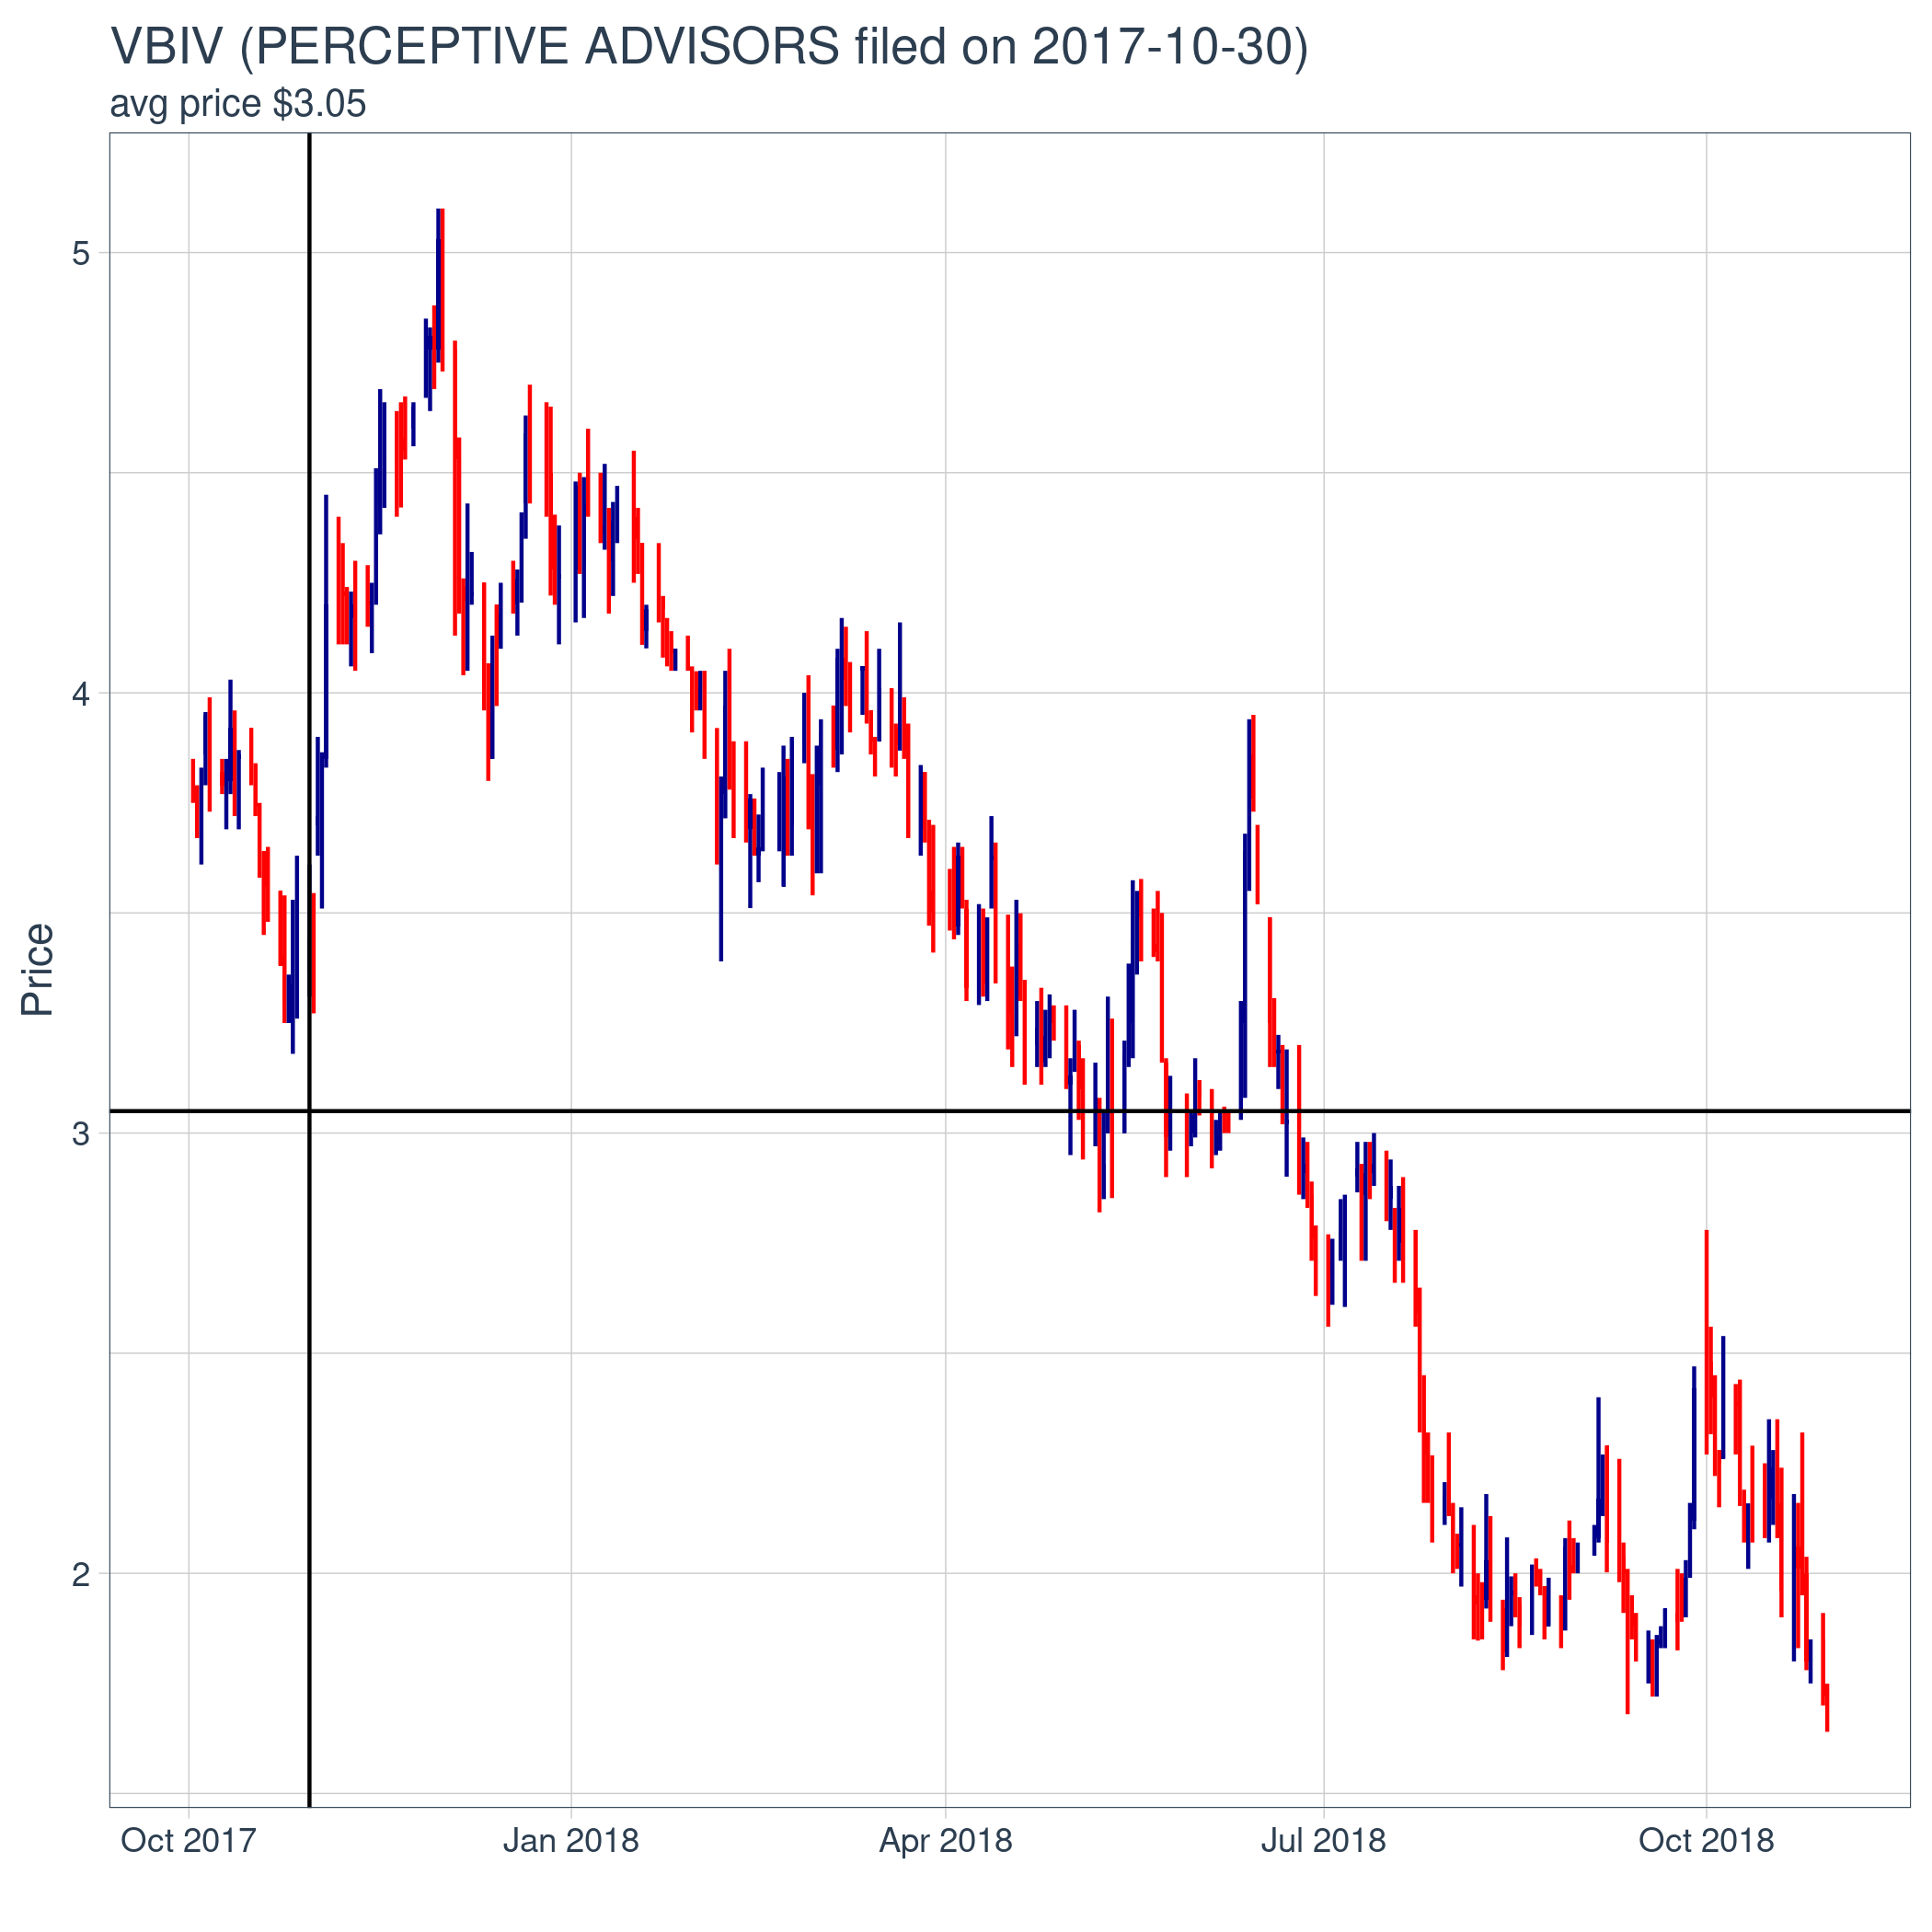 VBIV (PERCEPTIVE ADVISORS filed on 2017-10-30)
avg price $3.05
Price
5
4
3
2
Oct 2017 Jan 2018 Apr 2018 Jul 2018 Oct 2018